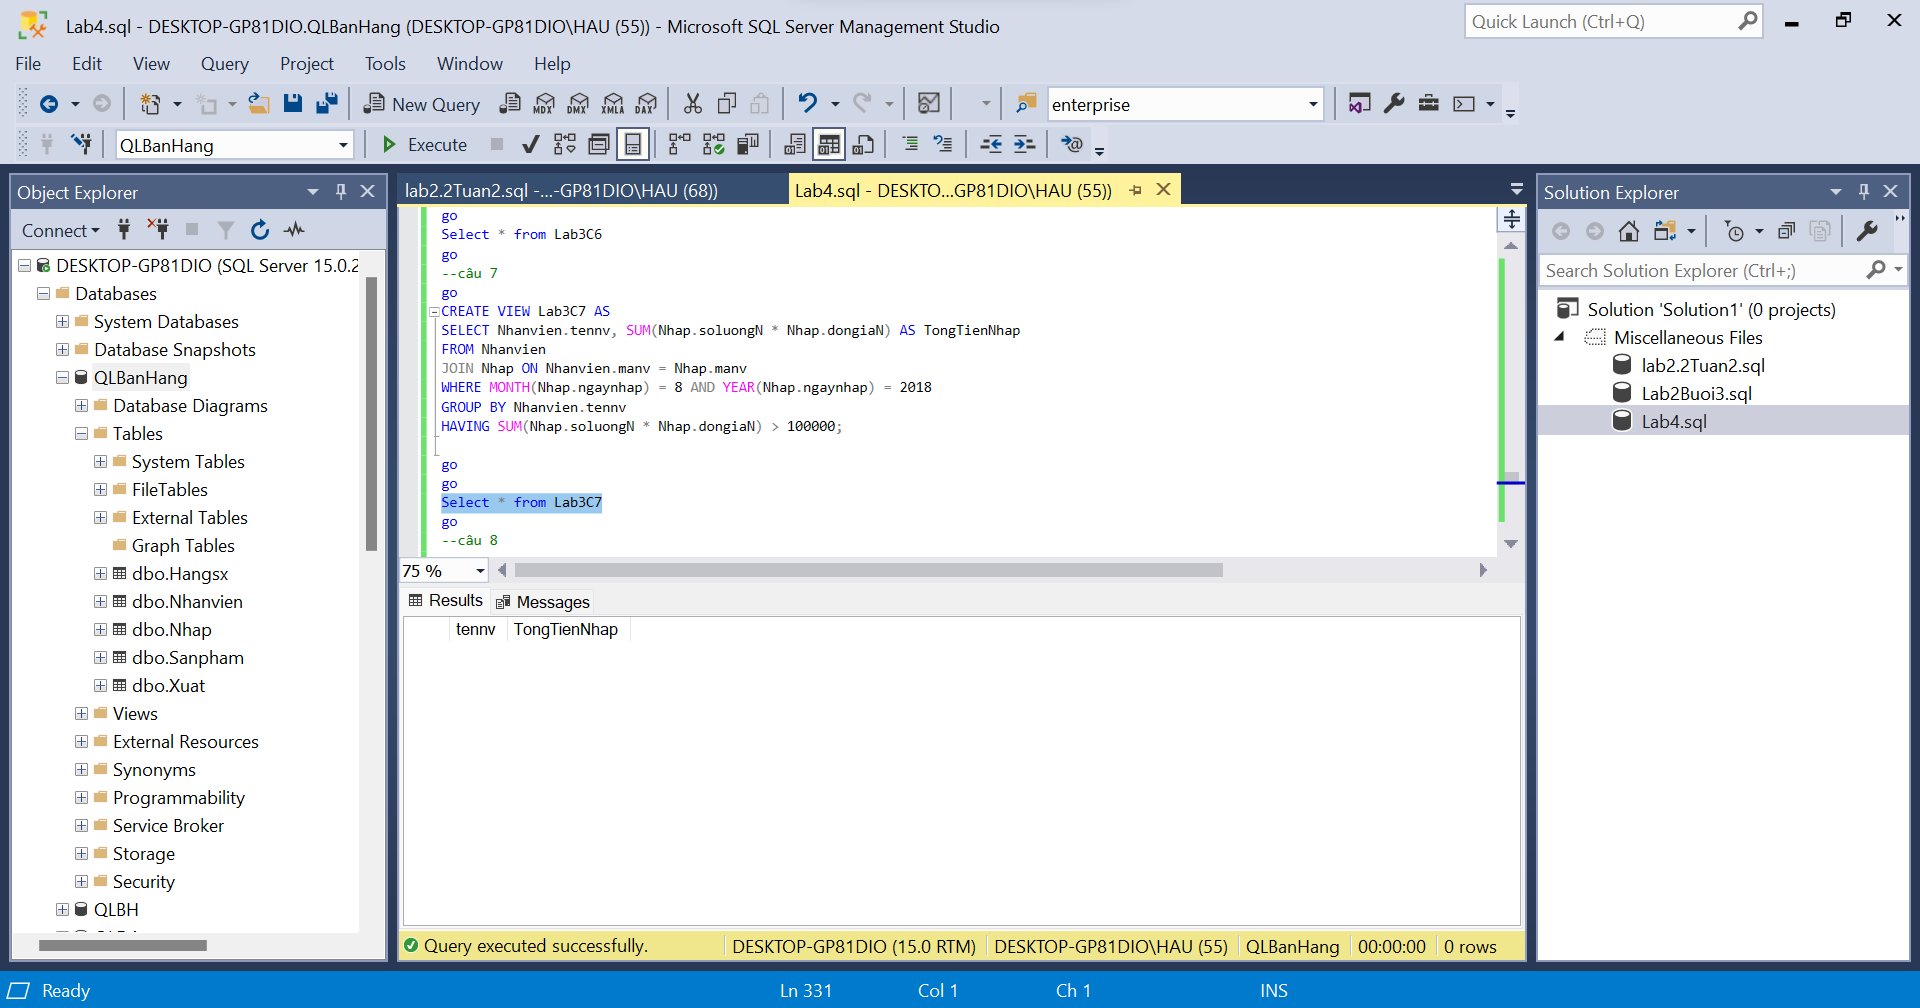 Lab4.sql - DESKTOP-GP81DIO.QLBanHang (DESKTOP-GP81DIO\HAU (55)) - Microsoft SQL Server Management Studio
Quick Launch (Ctrl+Q)
File Edit View Query Project Tools Window Help
New Query MDX DMX XMLA DAX enterprise
QLBanHang Execute
Object Explorer
Connect
DESKTOP-GP81DIO (SQL Server 15.0.2
Databases
System Databases
Database Snapshots
QLBanHang
Database Diagrams
Tables
System Tables
FileTables
External Tables
Graph Tables
dbo.Hangsx
dbo.Nhanvien
dbo.Nhap
dbo.Sanpham
dbo.Xuat
Views
External Resources
Synonyms
Programmability
Service Broker
Storage
Security
QLBH
lab2.2Tuan2.sql -...-GP81DIO\HAU (68))
Lab4.sql - DESKTO...GP81DIO\HAU (55))
go
Select * from Lab3C6
go
--câu 7
go
CREATE VIEW Lab3C7 AS
SELECT Nhanvien.tennv, SUM(Nhap.soluongN * Nhap.dongiaN) AS TongTienNhap
FROM Nhanvien
JOIN Nhap ON Nhanvien.manv = Nhap.manv
WHERE MONTH(Nhap.ngaynhap) = 8 AND YEAR(Nhap.ngaynhap) = 2018
GROUP BY Nhanvien.tennv
HAVING SUM(Nhap.soluongN * Nhap.dongiaN) > 100000;
go
go
Select * from Lab3C7
go
--câu 8
75 %
Results Messages
tennv TongTienNhap
Query executed successfully. DESKTOP-GP81DIO (15.0 RTM) DESKTOP-GP81DIO\HAU (55) QLBanHang 00:00:00 0 rows
Solution Explorer
Search Solution Explorer (Ctrl+;)
Solution 'Solution1' (0 projects)
Miscellaneous Files
lab2.2Tuan2.sql
Lab2Buoi3.sql
Lab4.sql
Ready Ln 331 Col 1 Ch 1 INS